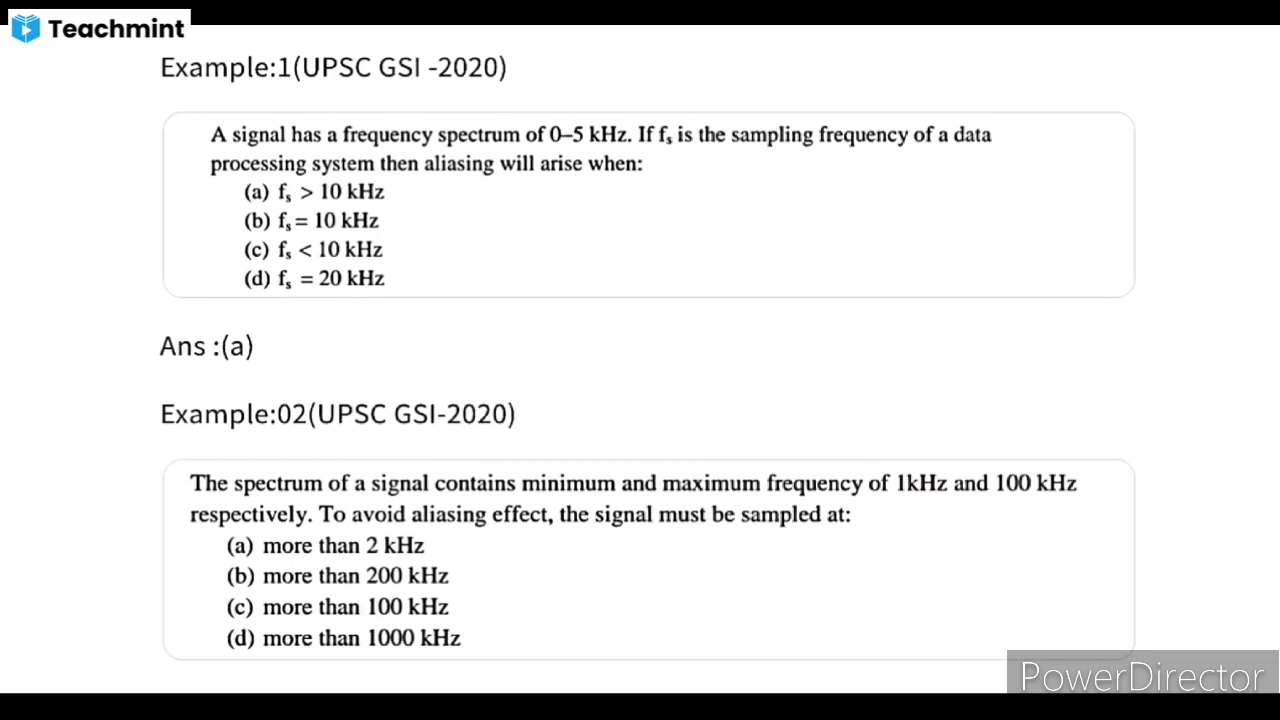 Teachmint
Example:1(UPSC GSI -2020)
A signal has a frequency spectrum of 0–5 kHz. If fs is the sampling frequency of a data
processing system then aliasing will arise when:
(a) fs > 10 kHz
(b) fs = 10 kHz
(c) fs < 10 kHz
(d) fs = 20 kHz
Ans :(a)
Example:02(UPSC GSI-2020)
The spectrum of a signal contains minimum and maximum frequency of 1kHz and 100 kHz
respectively. To avoid aliasing effect, the signal must be sampled at:
(a) more than 2 kHz
(b) more than 200 kHz
(c) more than 100 kHz
(d) more than 1000 kHz
PowerDirector